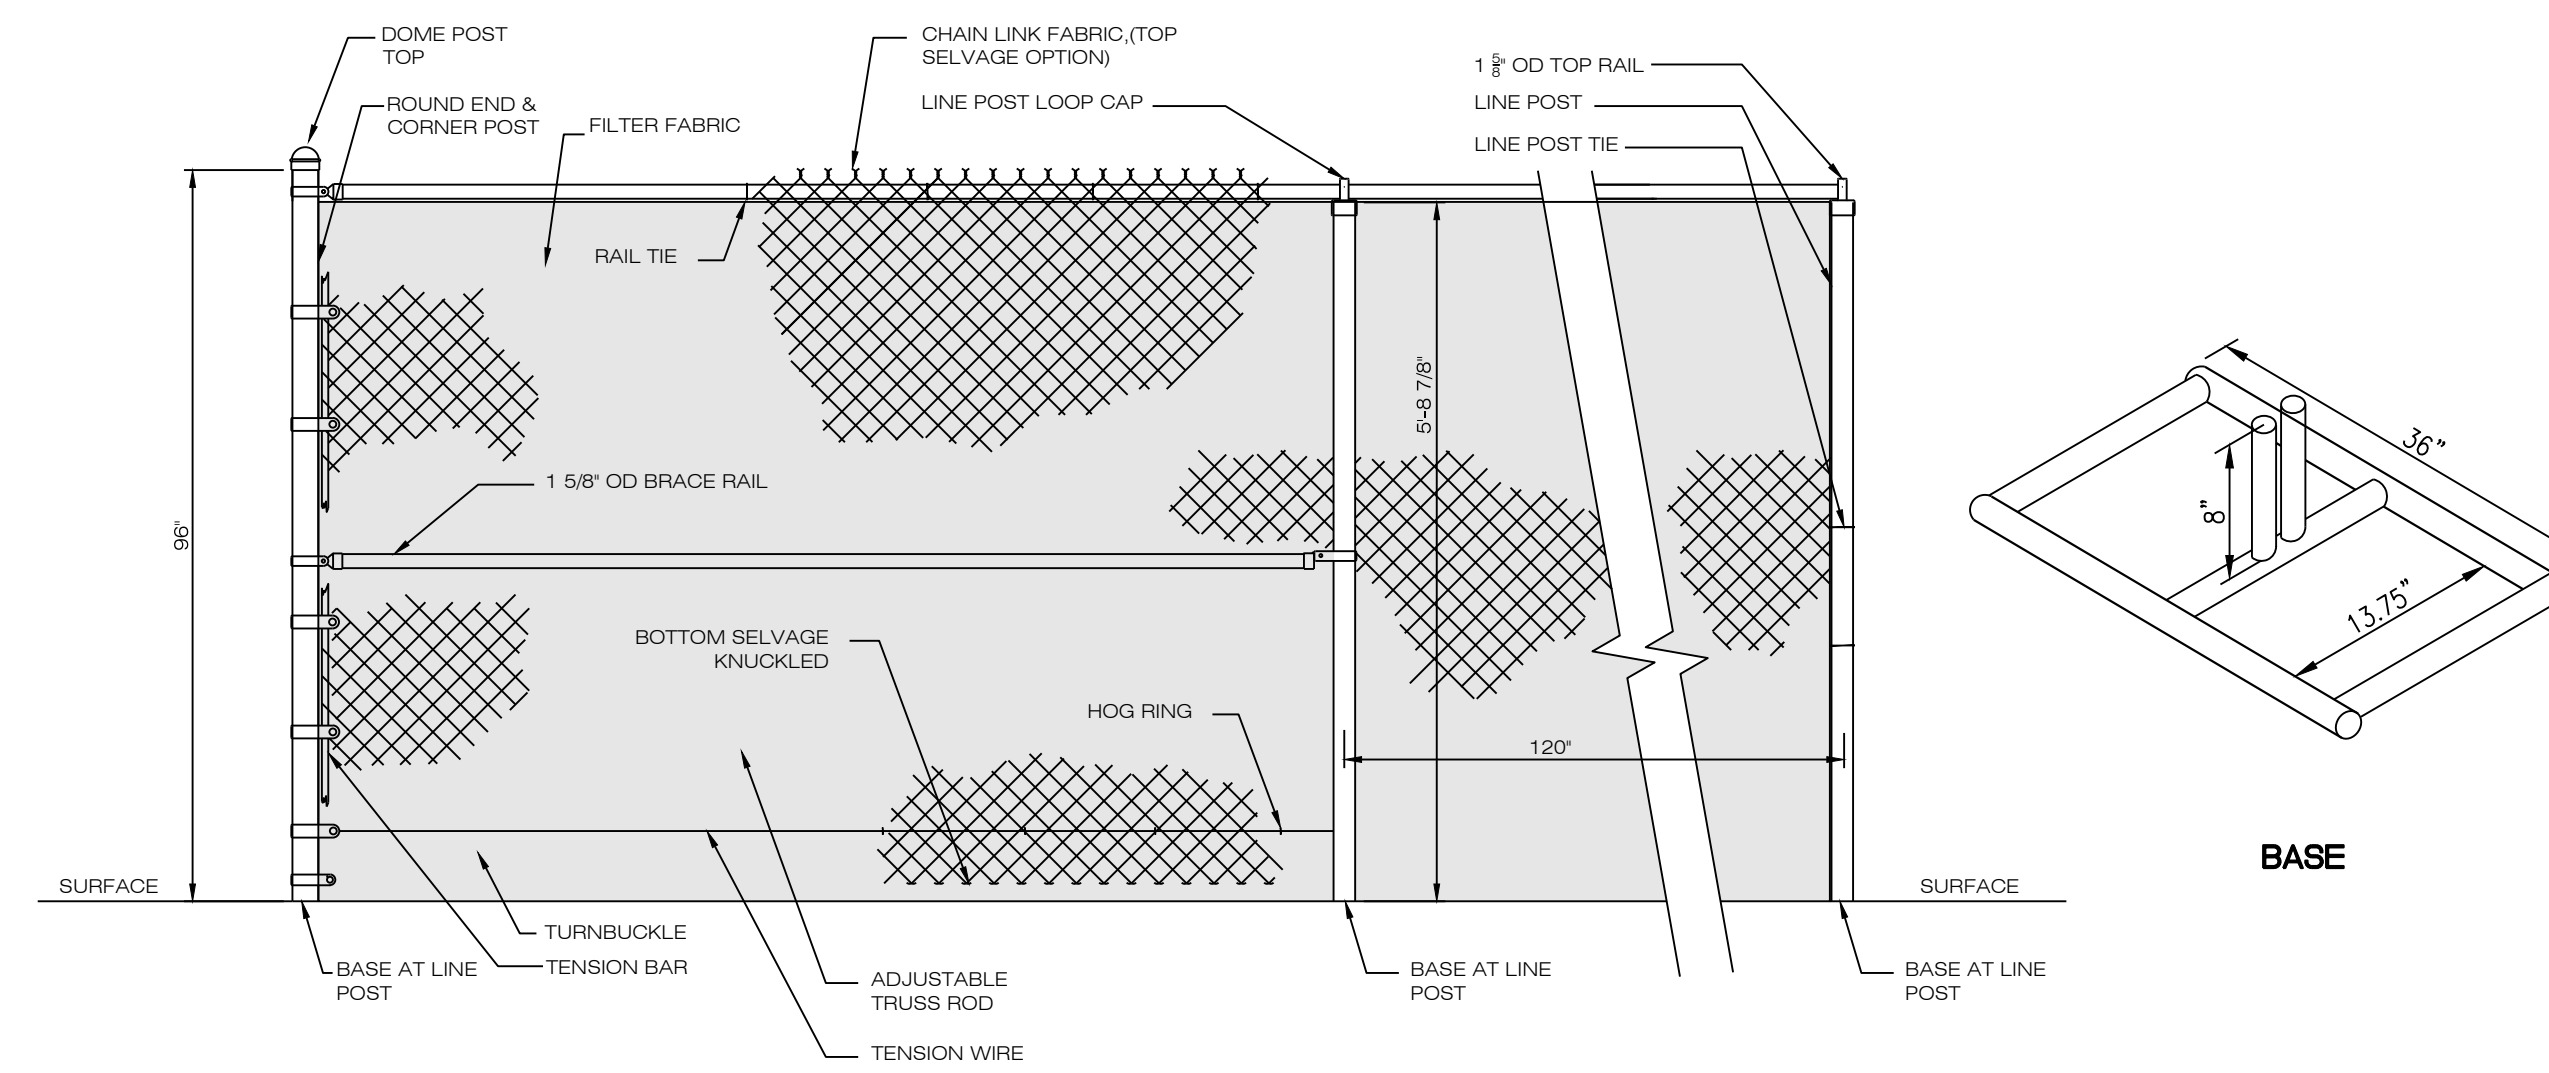 DOME POST
TOP
CHAIN LINK FABRIC,(TOP
SELVAGE OPTION)
1 5/8" OD TOP RAIL
ROUND END &
CORNER POST
FILTER FABRIC
LINE POST LOOP CAP
LINE POST
LINE POST TIE
RAIL TIE
96"
5'-8 7/8"
1 5/8" OD BRACE RAIL
BOTTOM SELVAGE
KNUCKLED
HOG RING
120"
36”
8”
13.75”
BASE
SURFACE
SURFACE
TURNBUCKLE
TENSION BAR
BASE AT LINE
POST
ADJUSTABLE
TRUSS ROD
BASE AT LINE
POST
BASE AT LINE
POST
TENSION WIRE